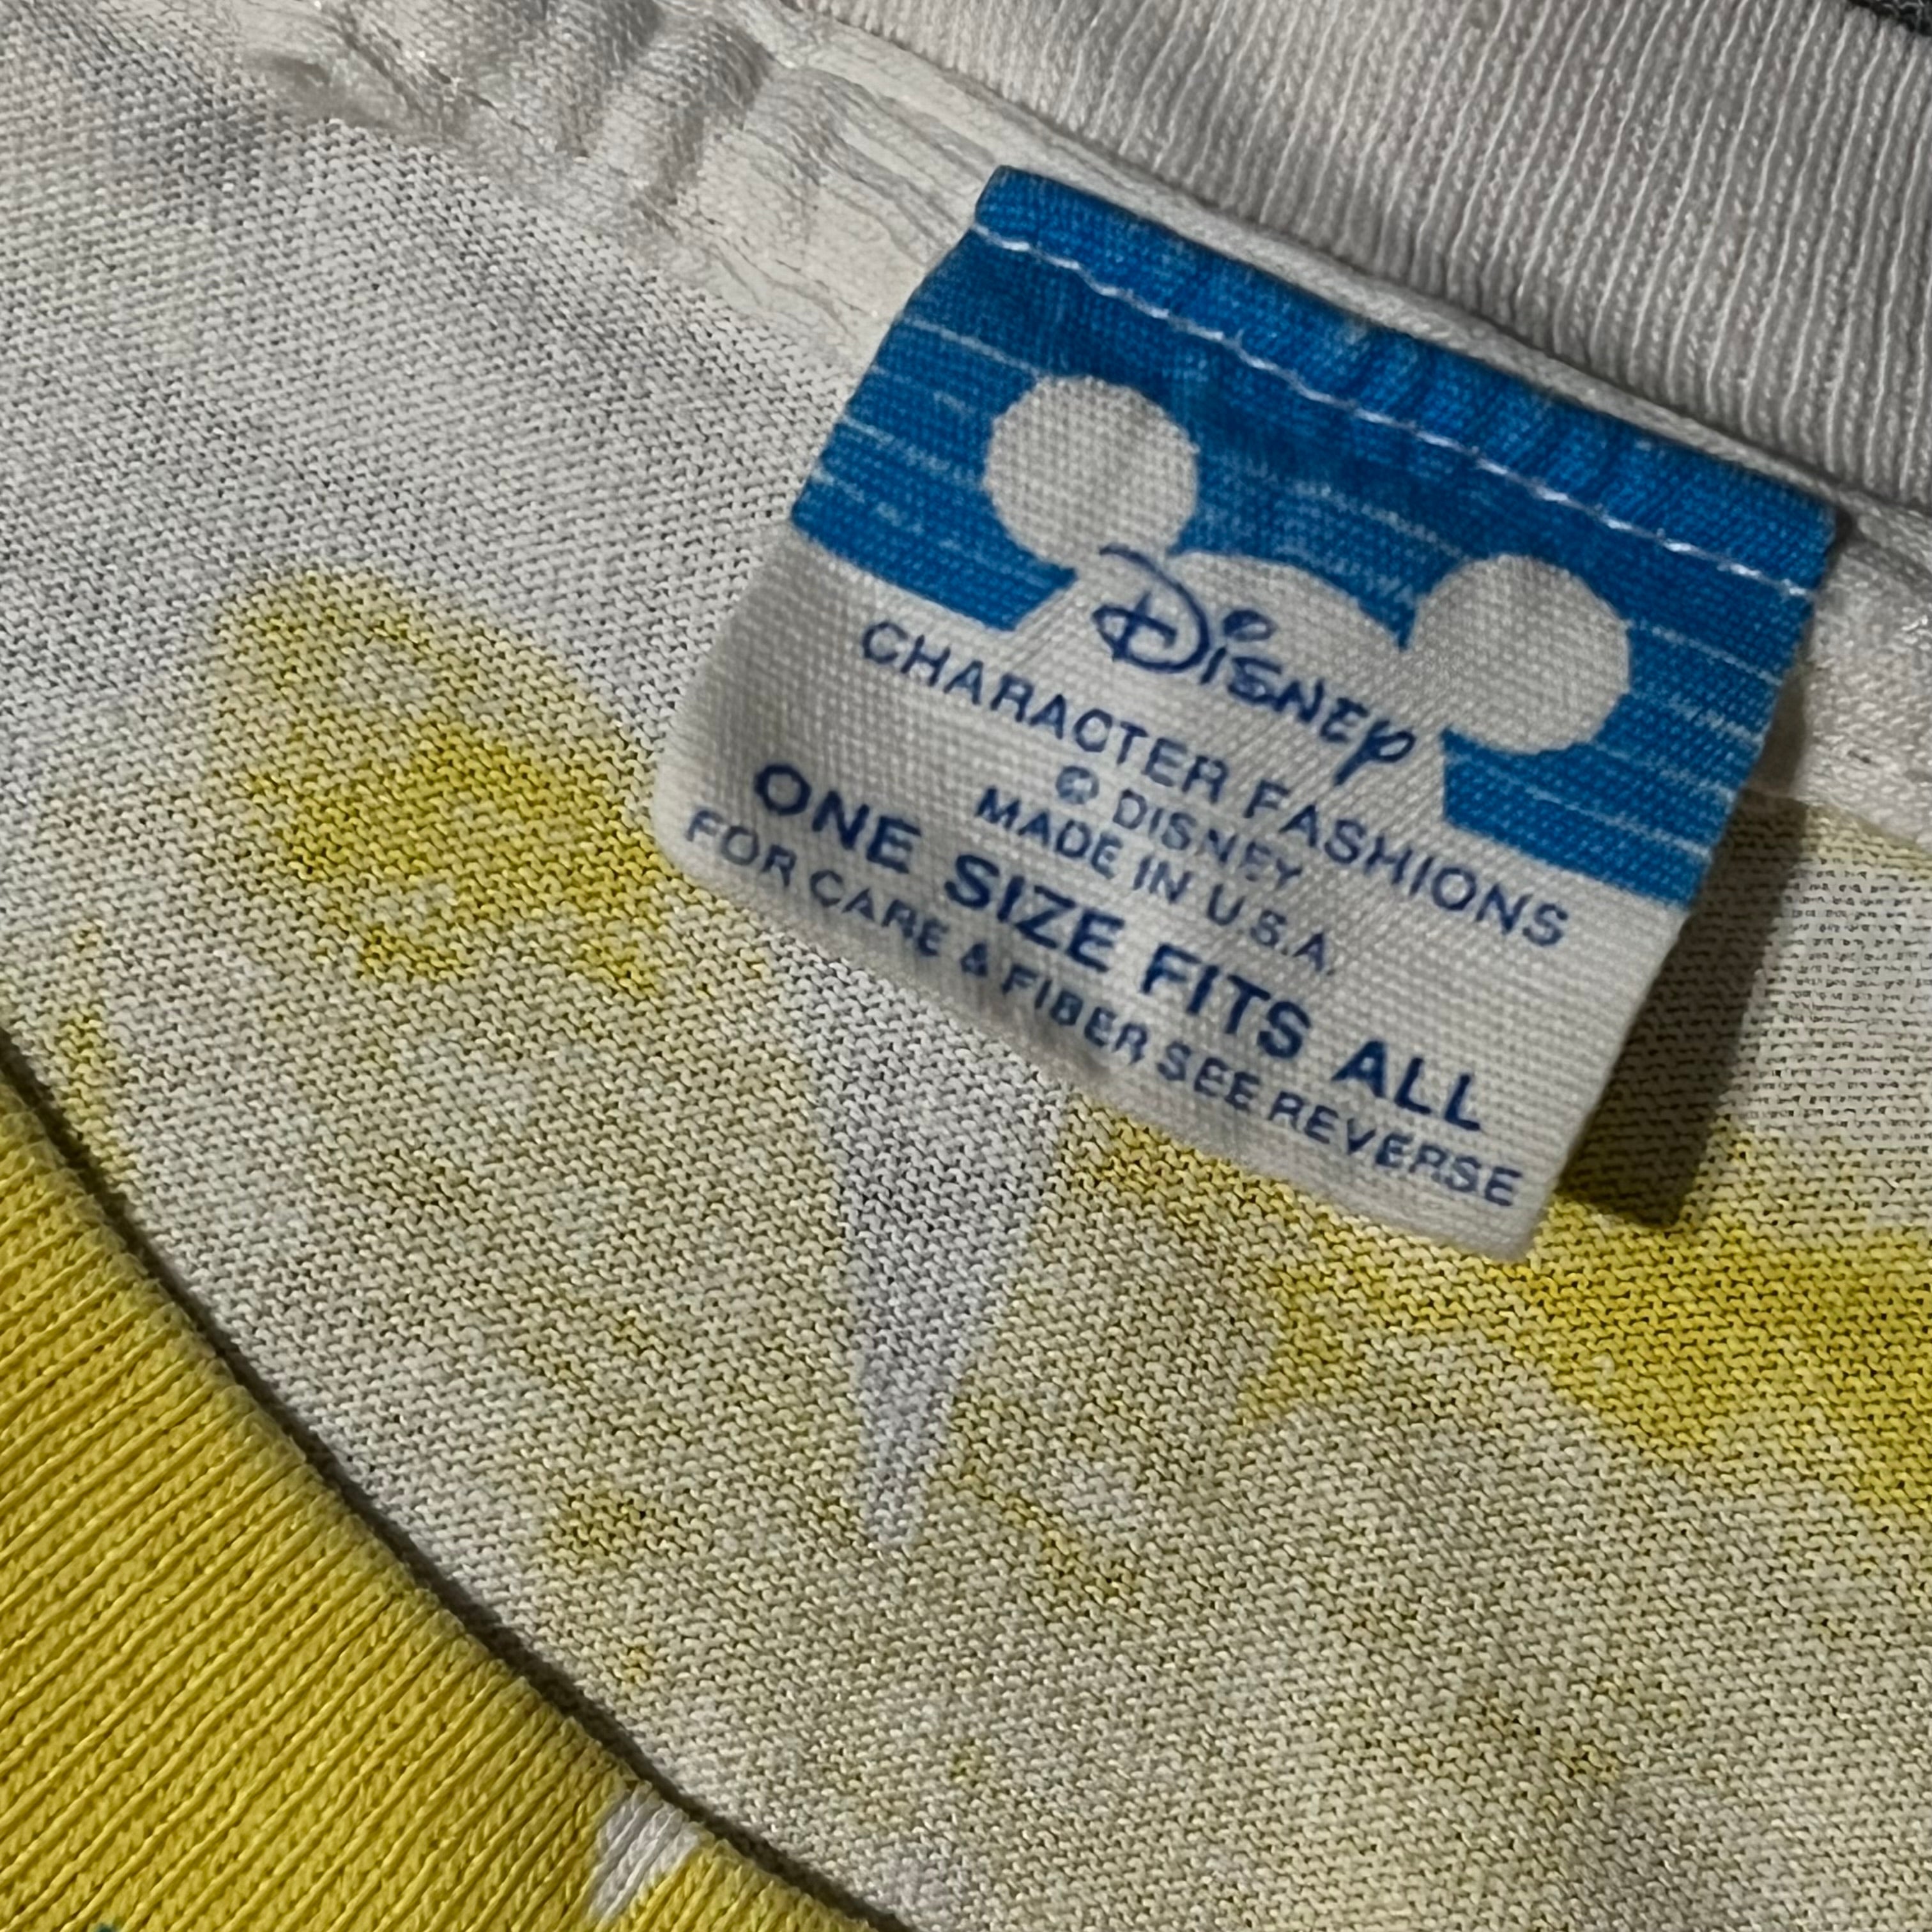 Disney
CHARACTER FASHIONS
© DISNEY
MADE IN U.S.A.
ONE SIZE FITS ALL
FOR CARE & FIBER SEE REVERSE